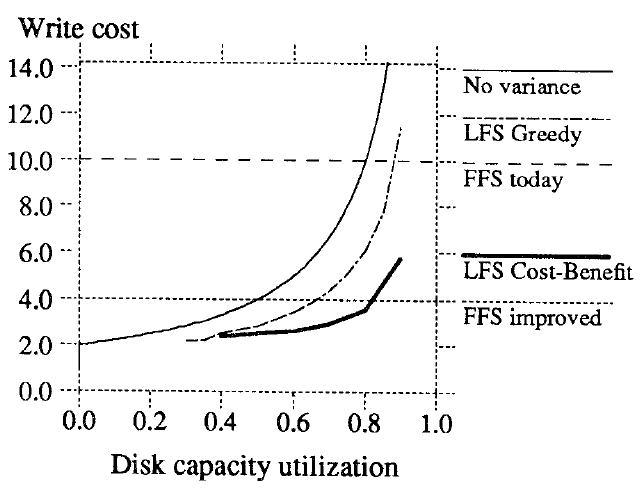 Write cost
14.0
12.0
10.0
8.0
6.0
4.0
2.0
0.0
0.0 0.2 0.4 0.6 0.8 1.0
Disk capacity utilization
No variance
LFS Greedy
FFS today
LFS Cost-Benefit
FFS improved